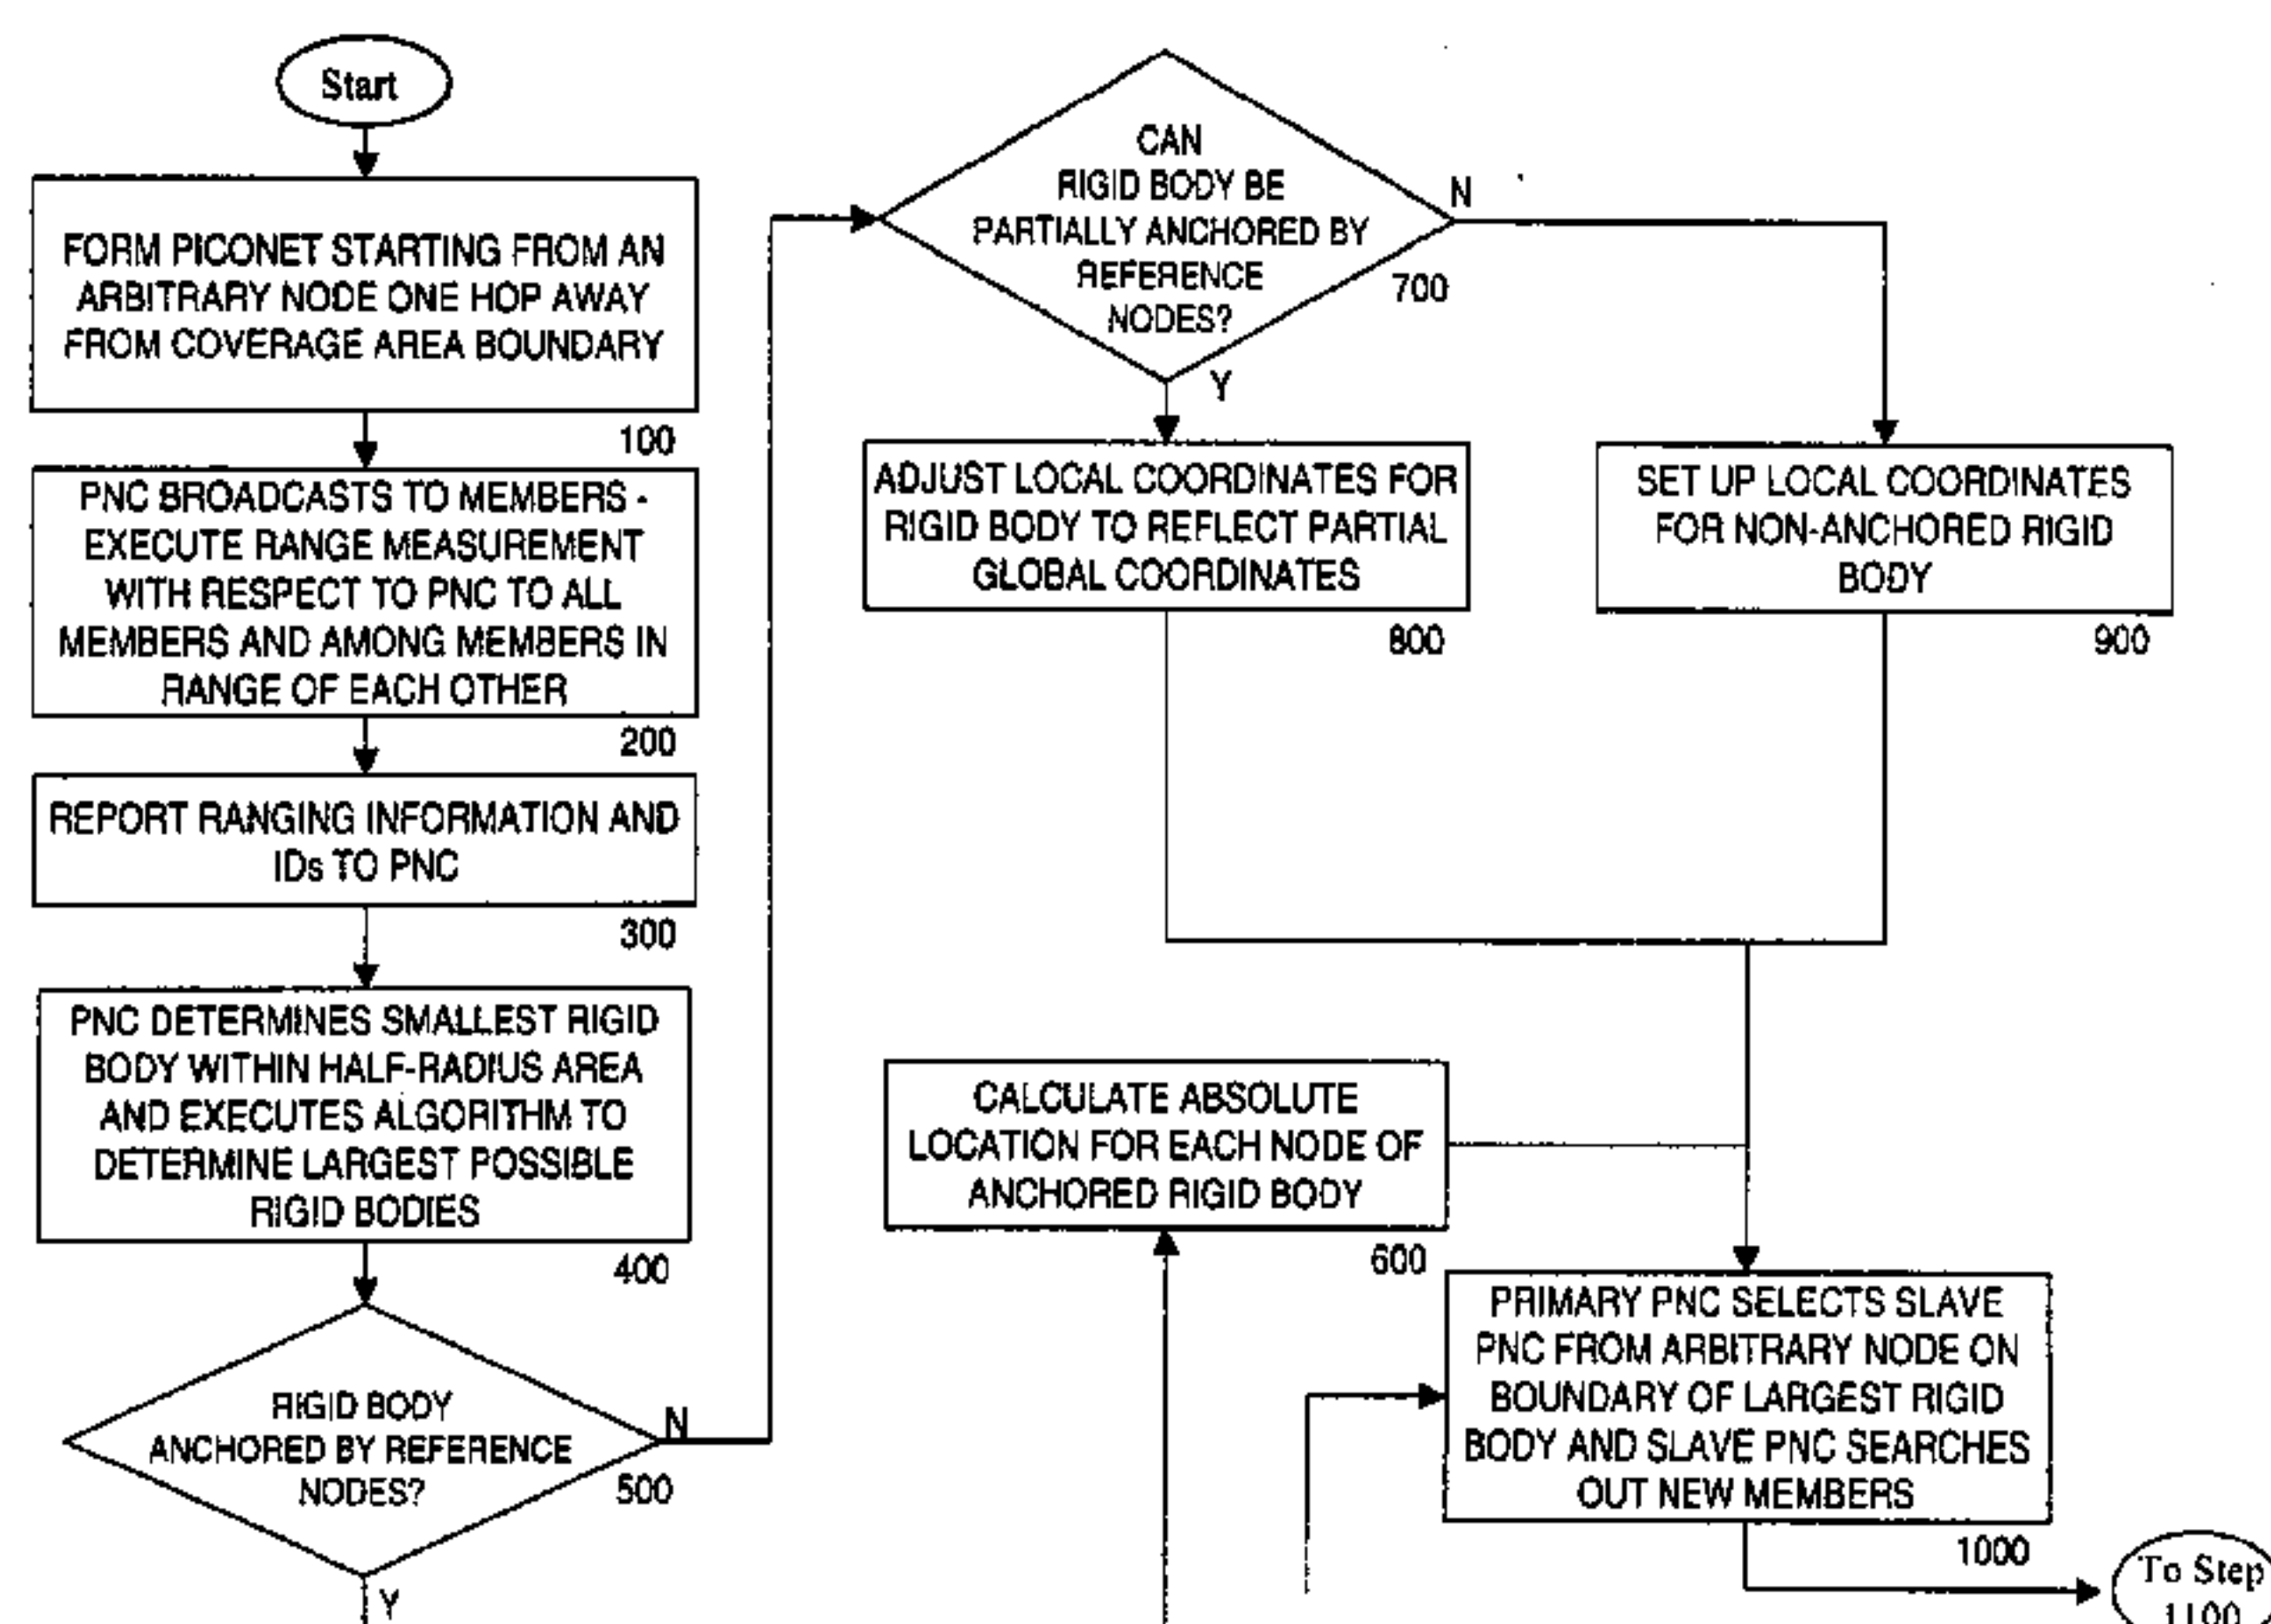 Start
FORM PICONET STARTING FROM AN
ARBITRARY NODE ONE HOP AWAY
FROM COVERAGE AREA BOUNDARY
100
PNC BROADCASTS TO MEMBERS -
EXECUTE RANGE MEASUREMENT
WITH RESPECT TO PNC TO ALL
MEMBERS AND AMONG MEMBERS IN
RANGE OF EACH OTHER
200
REPORT RANGING INFORMATION AND
IDs TO PNC
300
PNC DETERMINES SMALLEST RIGID
BODY WITHIN HALF-RADIUS AREA
AND EXECUTES ALGORITHM TO
DETERMINE LARGEST POSSIBLE
RIGID BODIES
400
RIGID BODY
ANCHORED BY REFERENCE
NODES?
N
500
Y
CAN
RIGID BODY BE
PARTIALLY ANCHORED BY
REFERENCE
NODES?
N
700
Y
ADJUST LOCAL COORDINATES FOR
RIGID BODY TO REFLECT PARTIAL
GLOBAL COORDINATES
800
SET UP LOCAL COORDINATES
FOR NON-ANCHORED RIGID
BODY
900
CALCULATE ABSOLUTE
LOCATION FOR EACH NODE OF
ANCHORED RIGID BODY
600
PRIMARY PNC SELECTS SLAVE
PNC FROM ARBITRARY NODE ON
BOUNDARY OF LARGEST RIGID
BODY AND SLAVE PNC SEARCHES
OUT NEW MEMBERS
1000
To Step
1100